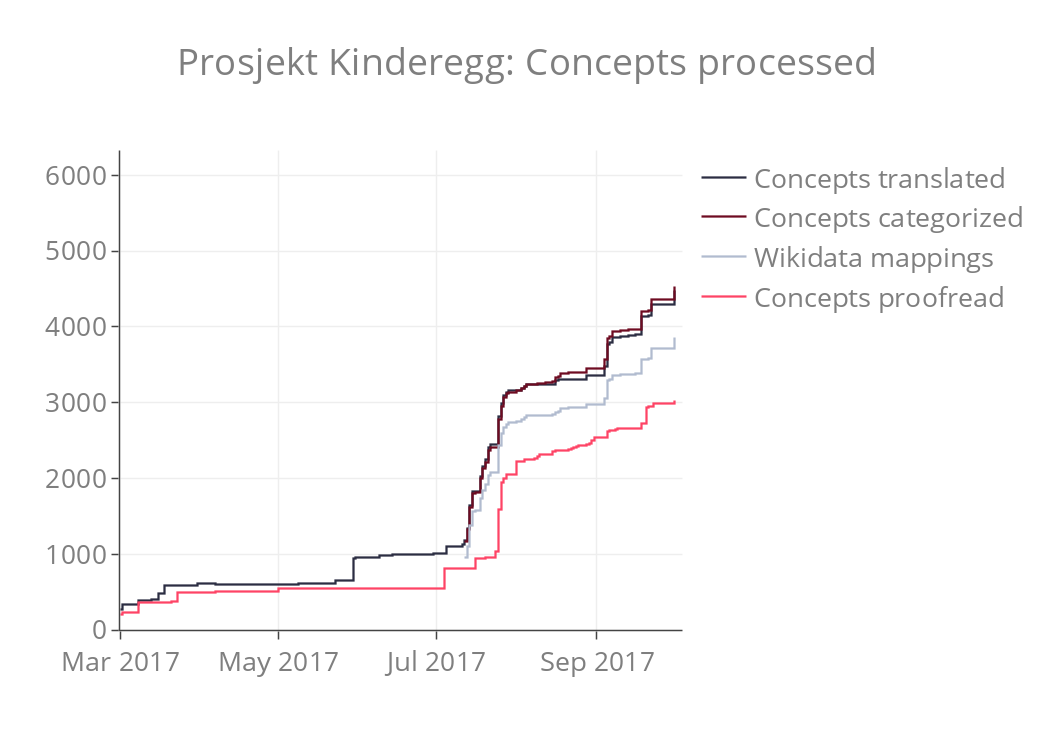 Prosjekt Kinderegg: Concepts processed
6000
5000
4000
3000
2000
1000
0
Mar 2017
May 2017
Jul 2017
Sep 2017
Concepts translated
Concepts categorized
Wikidata mappings
Concepts proofread